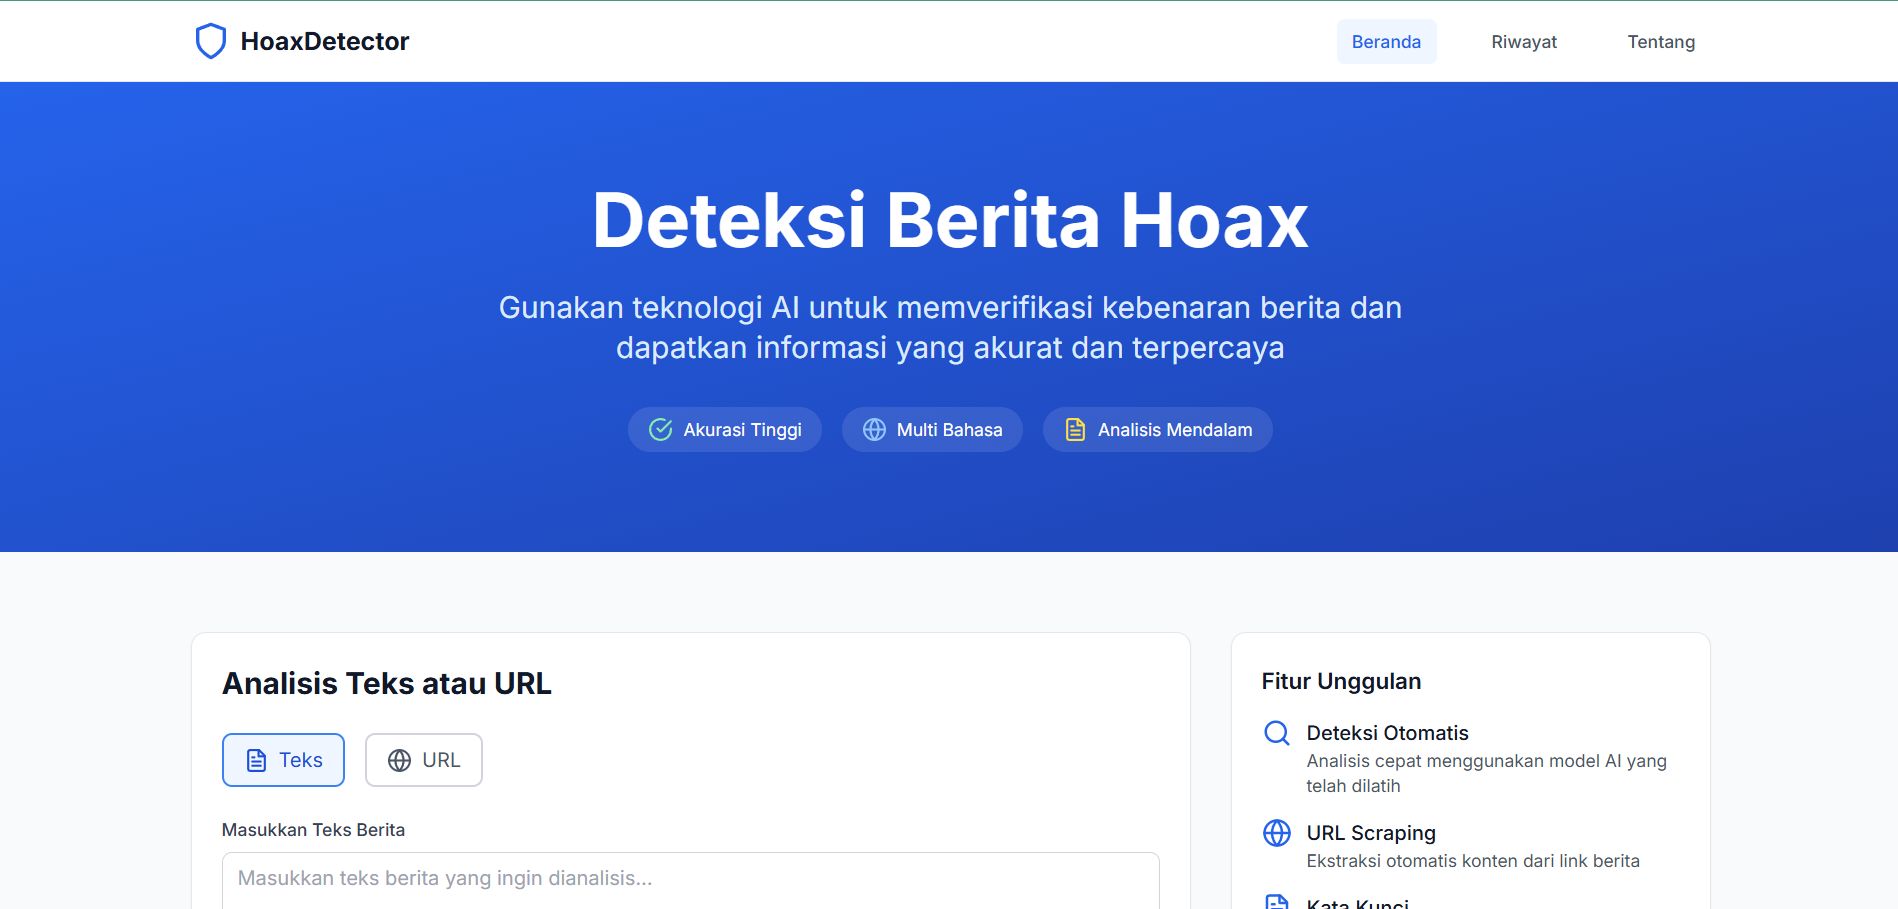 HoaxDetector
Beranda
Riwayat
Tentang
Deteksi Berita Hoax
Gunakan teknologi AI untuk memverifikasi kebenaran berita dan
dapatkan informasi yang akurat dan terpercaya
Akurasi Tinggi
Multi Bahasa
Analisis Mendalam
Analisis Teks atau URL
Teks
URL
Masukkan Teks Berita
Masukkan teks berita yang ingin dianalisis...
Fitur Unggulan
Deteksi Otomatis
Analisis cepat menggunakan model AI yang
telah dilatih
URL Scraping
Ekstraksi otomatis konten dari link berita
Kata Kunci